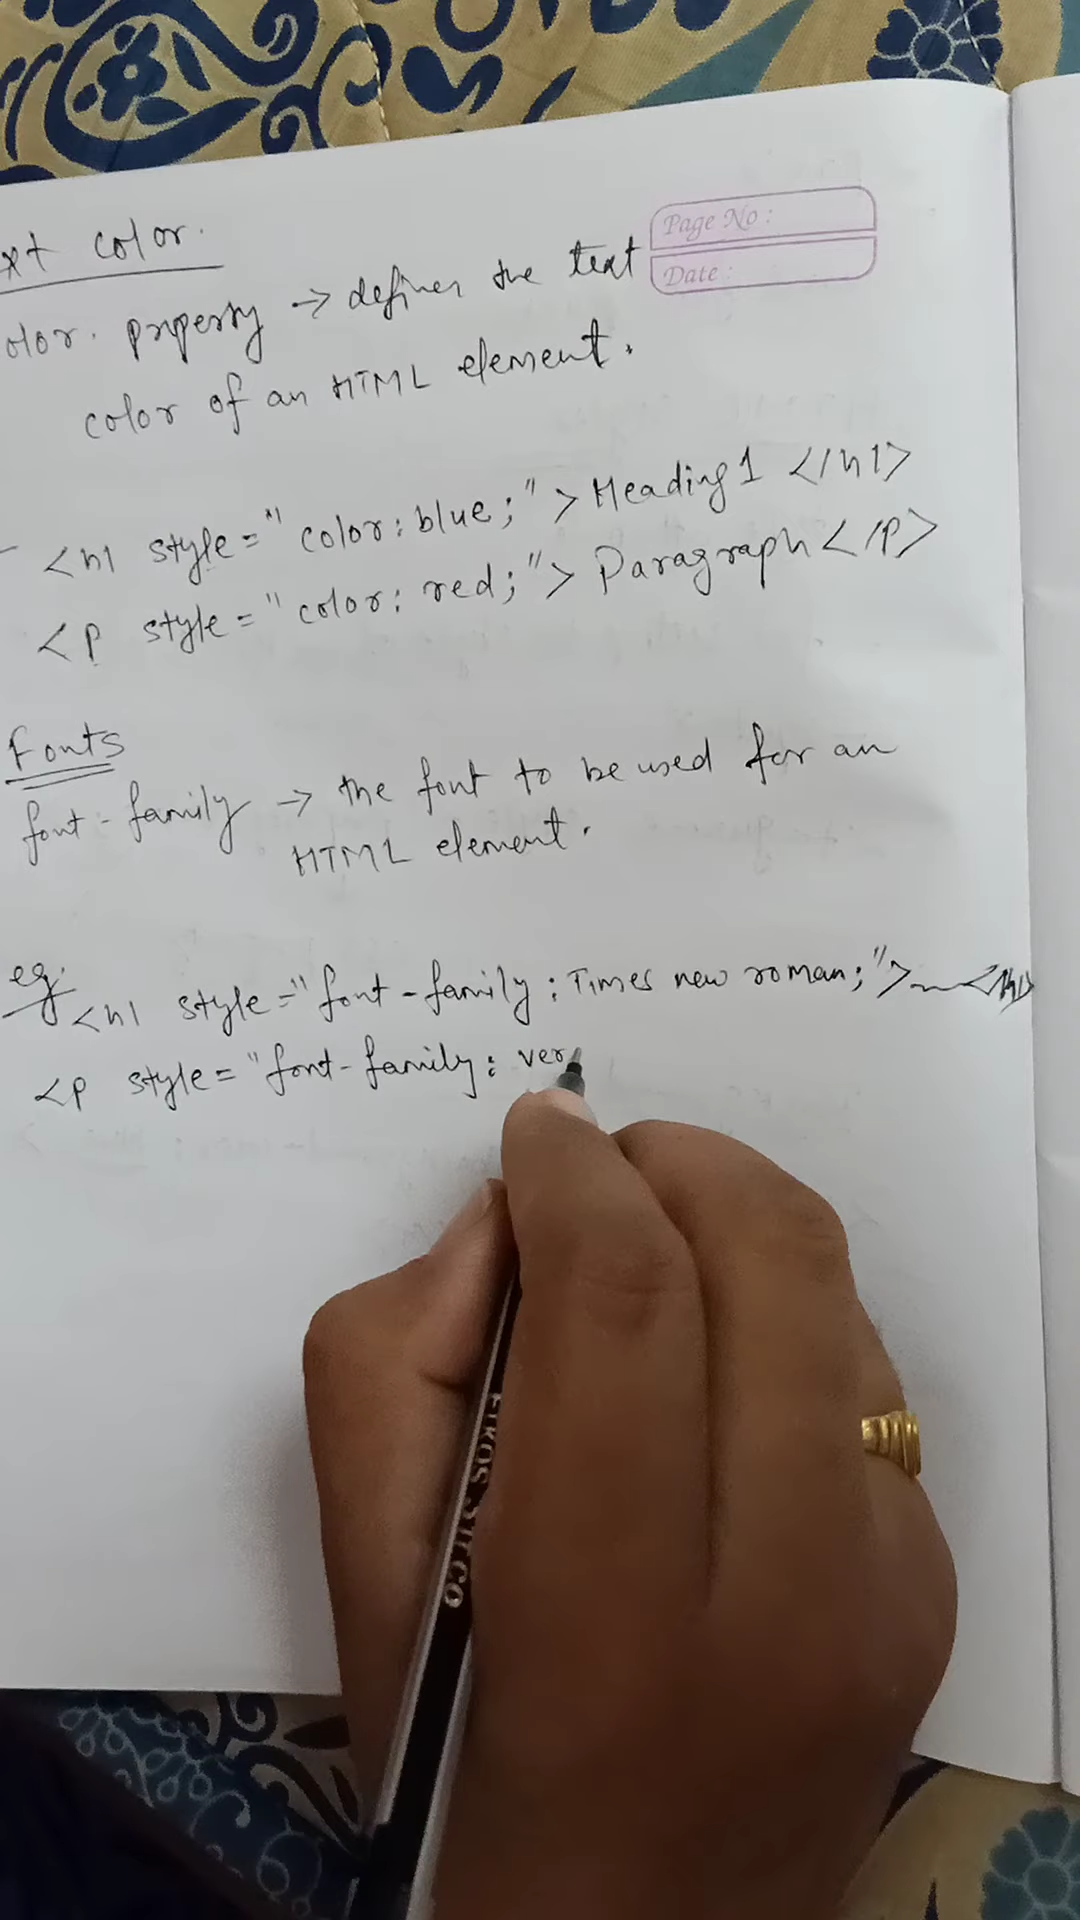 xt color.
Page No :
Date :
olor. property → defines the text
color of an HTML element.
<h1 style="color:blue;">Heading1 </h1>
<p style="color: red;">Paragraph</p>
Fonts
font-family → the font to be used for an
HTML element.
eg.
<h1 style="font-family: Times new roman;">
<p style="font-family: ver